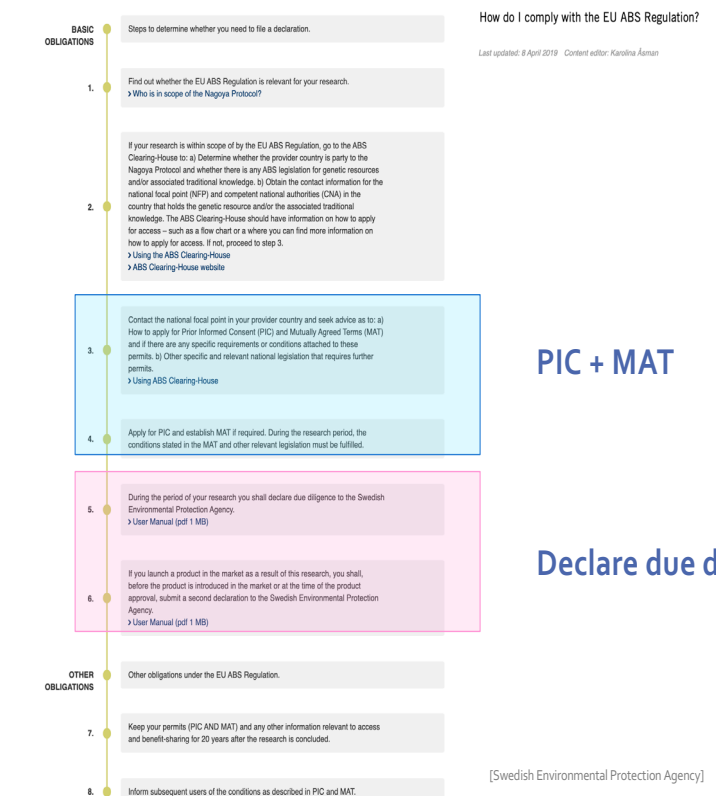 How do I comply with the EU ABS Regulation?
Last updated: 8 April 2019 Content editor: Karolina Åsman
BASIC
OBLIGATIONS
Steps to determine whether you need to file a declaration.
1.
Find out whether the EU ABS Regulation is relevant for your research.
› Who is in scope of the Nagoya Protocol?
2.
If your research is within scope of by the EU ABS Regulation, go to the ABS
Clearing-House to: a) Determine whether the provider country is party to the
Nagoya Protocol and whether there is any ABS legislation for genetic resources
and/or associated traditional knowledge. b) Obtain the contact information for the
national focal point (NFP) and competent national authorities (CNA) in the
country that holds the genetic resource and/or the associated traditional
knowledge. The ABS Clearing-House should have information on how to apply
for access – such as a flow chart or a where you can find more information on
how to apply for access. If not, proceed to step 3.
› Using the ABS Clearing-House
› ABS Clearing-House website
3.
Contact the national focal point in your provider country and seek advice as to: a)
How to apply for Prior Informed Consent (PIC) and Mutually Agreed Terms (MAT)
and if there are any specific requirements or conditions attached to these
permits. b) Other specific and relevant national legislation that requires further
permits.
› Using ABS Clearing-House
PIC + MAT
4.
Apply for PIC and establish MAT if required. During the research period, the
conditions stated in the MAT and other relevant legislation must be fulfilled.
5.
During the period of your research you shall declare due diligence to the Swedish
Environmental Protection Agency.
› User Manual (pdf 1 MB)
Declare due d
6.
If you launch a product in the market as a result of this research, you shall,
before the product is introduced in the market or at the time of the product
approval, submit a second declaration to the Swedish Environmental Protection
Agency.
› User Manual (pdf 1 MB)
OTHER
OBLIGATIONS
Other obligations under the EU ABS Regulation.
7.
Keep your permits (PIC AND MAT) and any other information relevant to access
and benefit-sharing for 20 years after the research is concluded.
[Swedish Environmental Protection Agency]
8.
Inform subsequent users of the conditions as described in PIC and MAT.